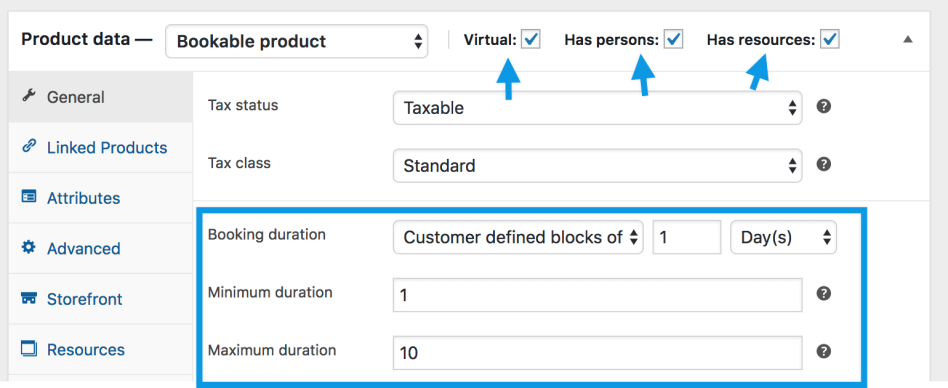 Product data — Bookable product Virtual: Has persons: Has resources:
General
Tax status Taxable
Linked Products
Tax class Standard
Attributes
Booking duration Customer defined blocks of 1 Day(s)
Advanced
Minimum duration 1
Storefront
Resources
Maximum duration 10